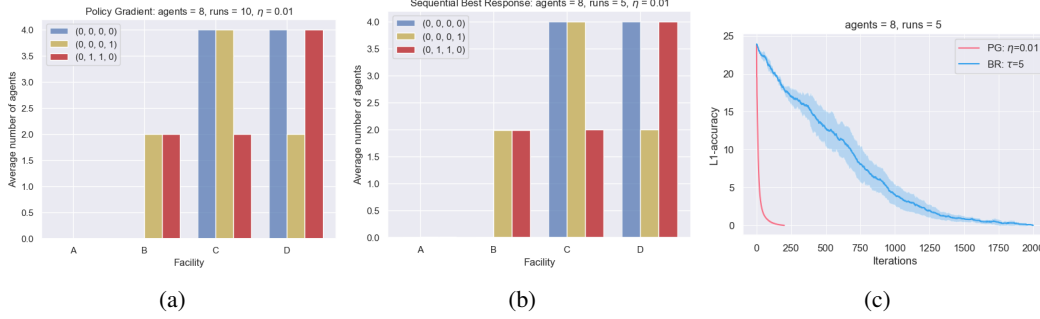 Policy Gradient: agents = 8, runs = 10, η = 0.01
(0, 0, 0, 0)
(0, 0, 0, 1)
(0, 1, 1, 0)
Average number of agents
4.0
3.5
3.0
2.5
2.0
1.5
1.0
0.5
0.0
A B C D
Facility
(a)
Sequential Best Response: agents = 8, runs = 5, η = 0.01
(0, 0, 0, 0)
(0, 0, 0, 1)
(0, 1, 1, 0)
Average number of agents
4.0
3.5
3.0
2.5
2.0
1.5
1.0
0.5
0.0
A B C D
Facility
(b)
agents = 8, runs = 5
PG: η=0.01
BR: τ=5
L1-accuracy
25
20
15
10
5
0
0 250 500 750 1000 1250 1500 1750 2000
Iterations
(c)